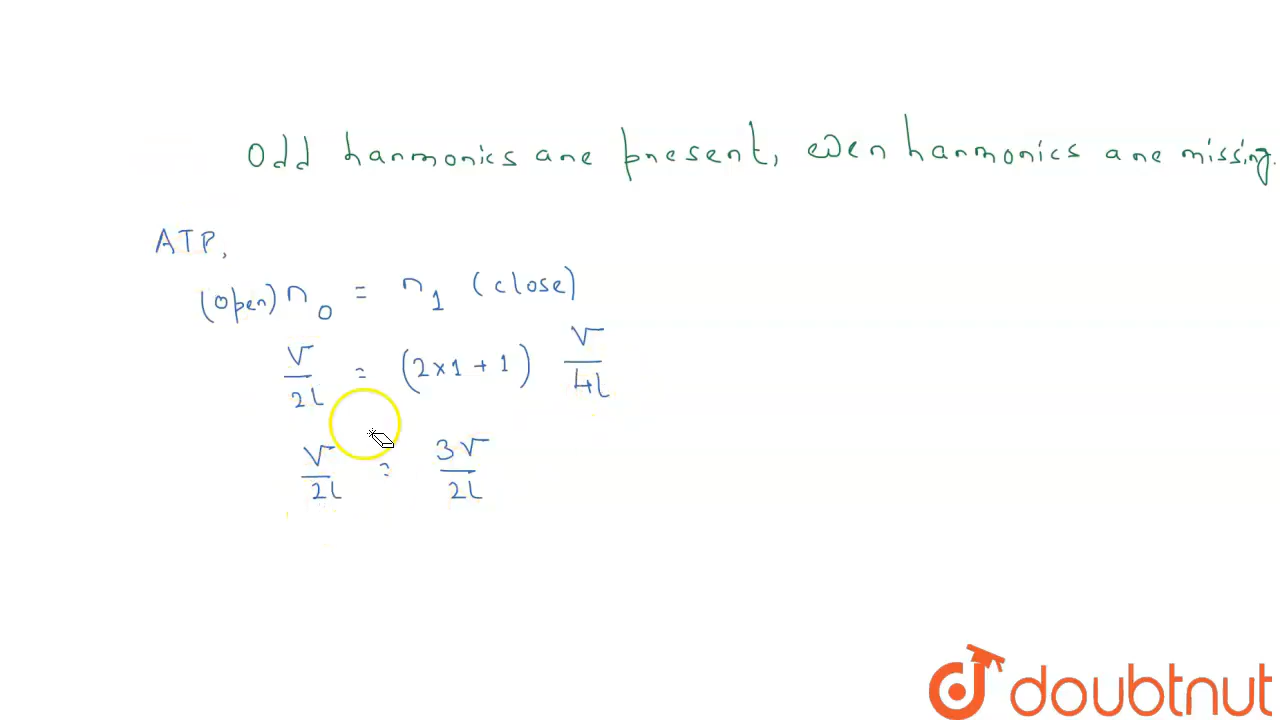 Odd harmonics are present, even harmonics are missing.
ATP,
(open) n0 = n1 (close)
V/2l = (2×1+1) V/4l
V/2l = 3V/2l
doubtnut